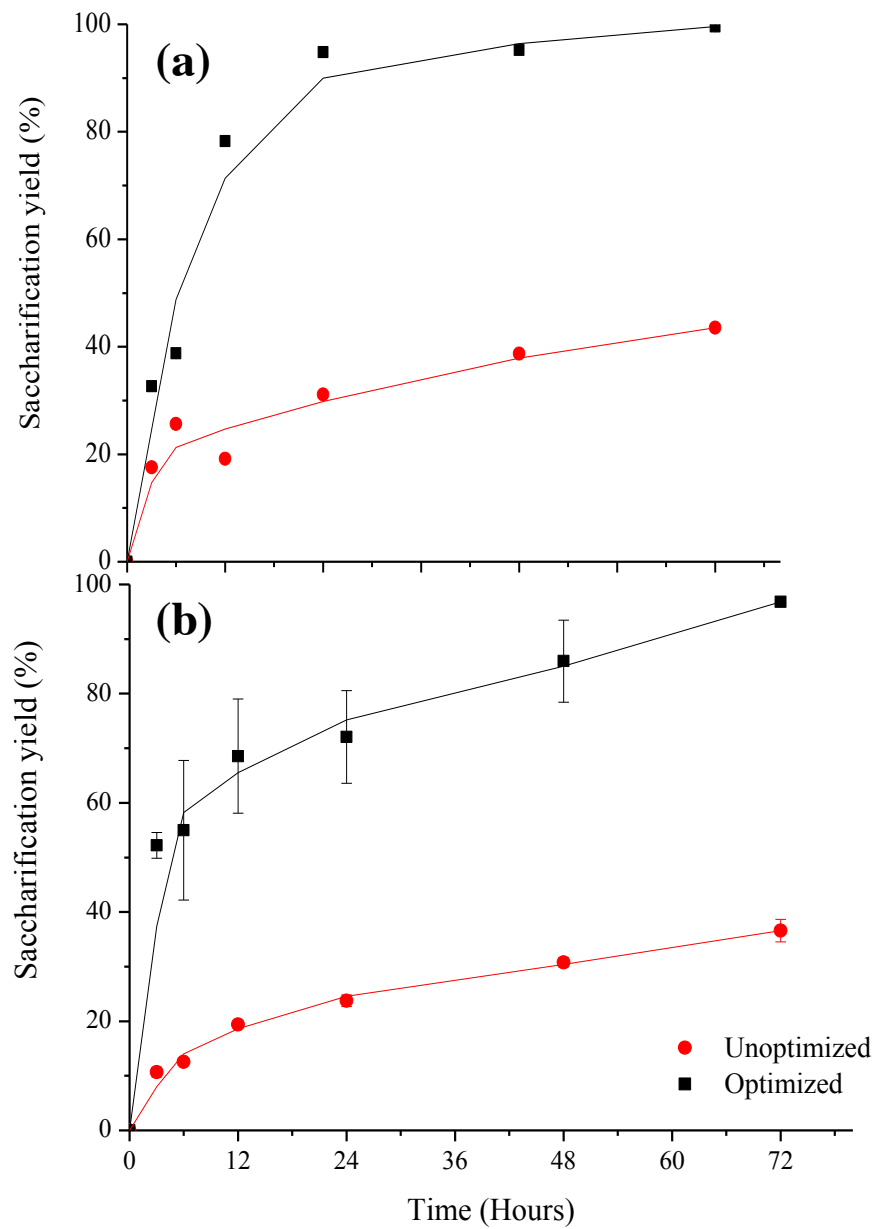 100
(a)
80
60
40
20
0
Saccharification yield (%)
100
(b)
80
60
40
20
0
Saccharification yield (%)
Unoptimized
Optimized
0 12 24 36 48 60 72
Time (Hours)